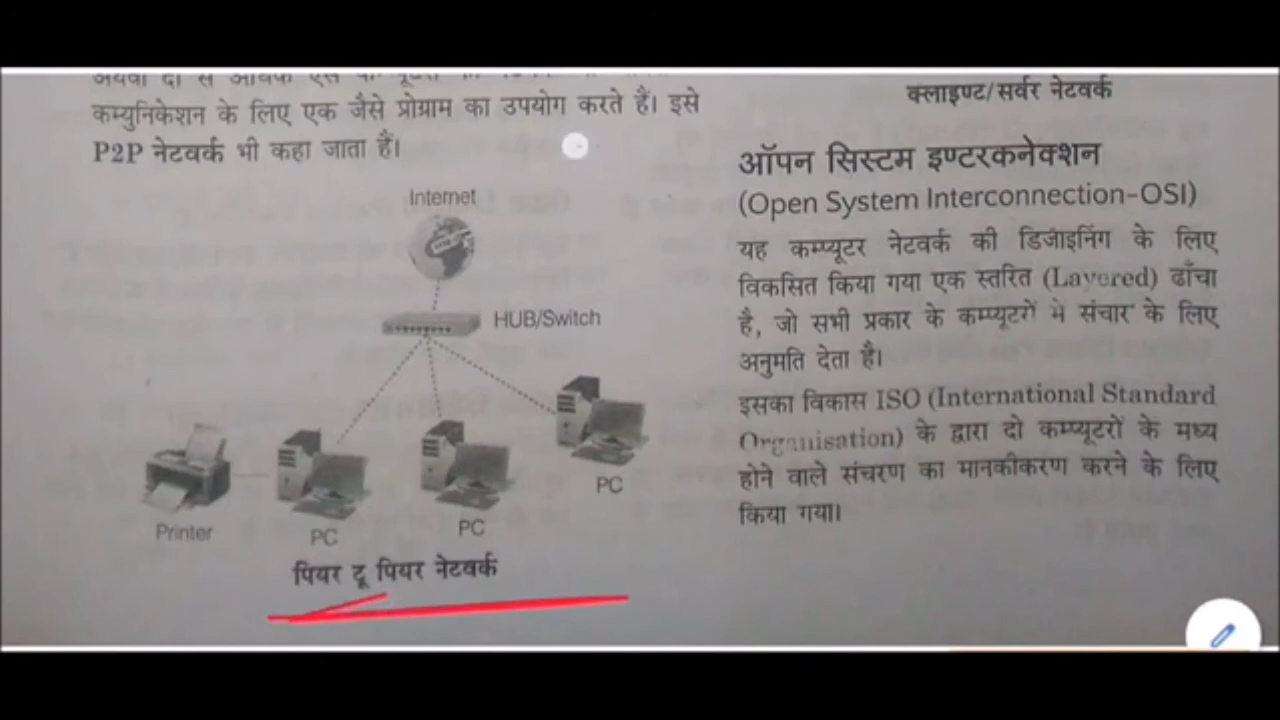 कम्युनिकेशन के लिए एक जैसे प्रोग्राम का उपयोग करते हैं। इसे
P2P नेटवर्क भी कहा जाता है।
Internet
HUB/Switch
PC
Printer
PC
PC
पियर टू पियर नेटवर्क
क्लाइण्ट/सर्वर नेटवर्क
ऑपन सिस्टम इण्टरकनेक्शन
(Open System Interconnection-OSI)
यह कम्प्यूटर नेटवर्क की डिजाइनिंग के लिए
विकसित किया गया एक स्तरित (Layered) ढाँचा
है, जो सभी प्रकार के कम्प्यूटरों में संचार के लिए
अनुमति देता है।
इसका विकास ISO (International Standard
Organisation) के द्वारा दो कम्प्यूटरों के मध्य
होने वाले संचरण का मानकीकरण करने के लिए
किया गया।